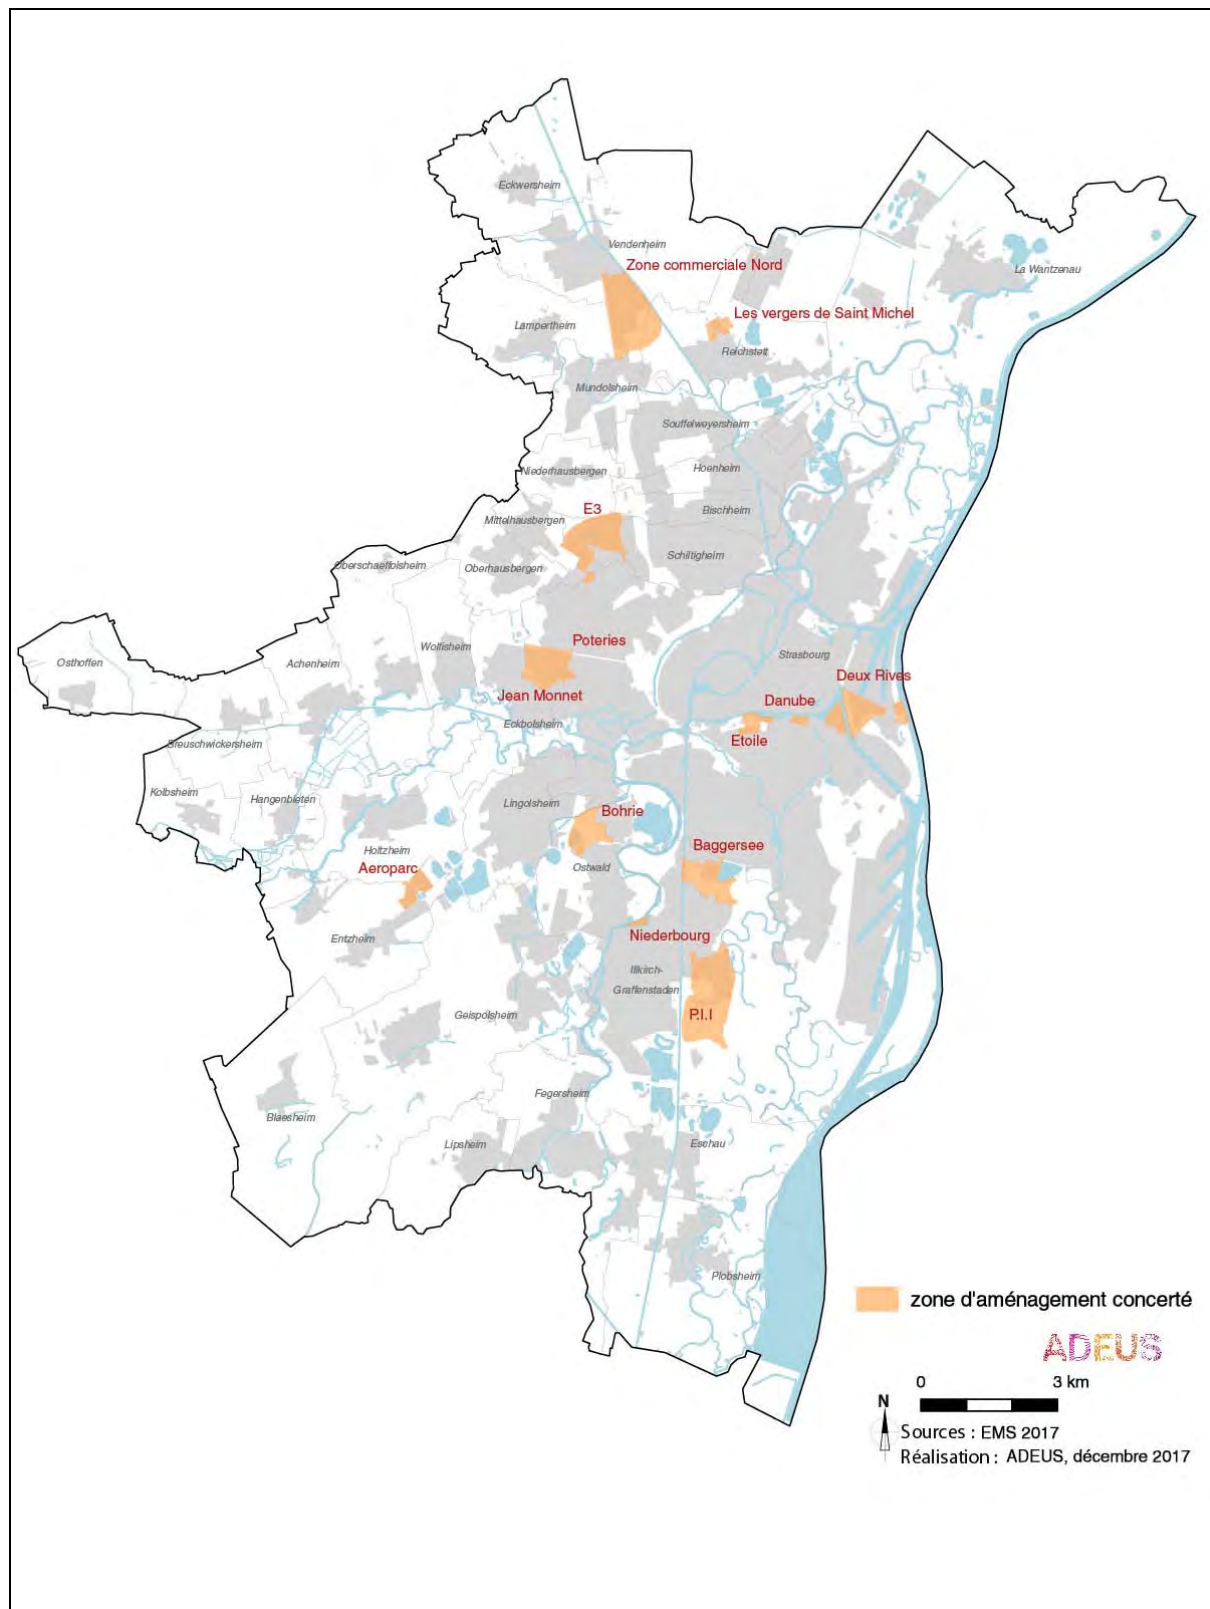 Eckwersheim
Vendenheim
Zone commerciale Nord
La Wantzenau
Les vergers de Saint Michel
Lampertheim
Reichstett
Mundolsheim
Souffelweyersheim
Niederhausbergen
Hoenheim
E3
Bischheim
Mittelhausbergen
Schiltigheim
Oberschaeffolsheim
Oberhausbergen
Poteries
Wolfisheim
Strasbourg
Osthoffen
Achenheim
Deux Rives
Jean Monnet
Danube
Eckbolsheim
Etoile
Breuschwickersheim
Kolbsheim
Hangenbieten
Lingolsheim
Bohrie
Holtzheim
Baggersee
Aeroparc
Ostwald
Entzheim
Niederbourg
Illkirch-
Graffenstaden
Geispolsheim
P.I.I
Fegersheim
Blaesheim
Lipsheim
Eschau
Plobsheim
zone d'aménagement concerté
ADEUS
0 3 km
N
Sources : EMS 2017
Réalisation : ADEUS, décembre 2017